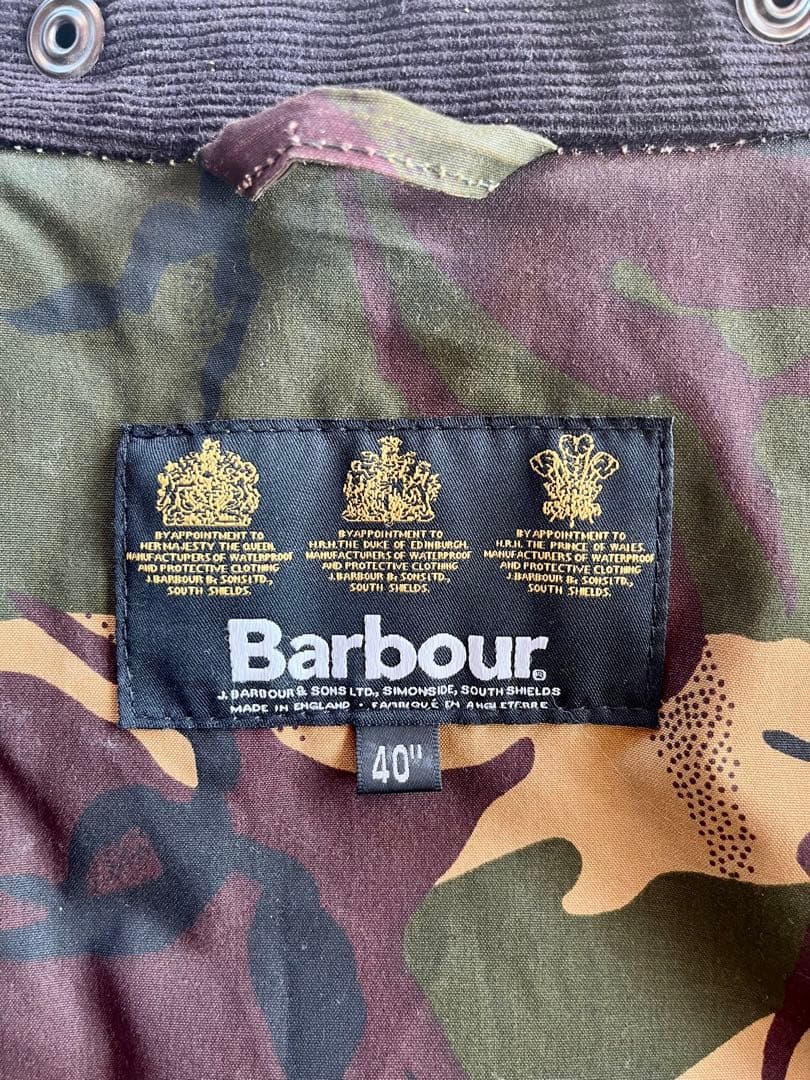 BY APPOINTMENT TO
HER MAJESTY THE QUEEN
MANUFACTURERS OF WATERPROOF
AND PROTECTIVE CLOTHING
J.BARBOUR & SONS LTD.,
SOUTH SHIELDS.
BY APPOINTMENT TO
H.R.H. THE DUKE OF EDINBURGH
MANUFACTURERS OF WATERPROOF
AND PROTECTIVE CLOTHING
J.BARBOUR & SONS LTD.,
SOUTH SHIELDS.
BY APPOINTMENT TO
H.R.H. THE PRINCE OF WALES.
MANUFACTURERS OF WATERPROOF
AND PROTECTIVE CLOTHING
J.BARBOUR & SONS LTD.,
SOUTH SHIELDS.
Barbour®
J. BARBOUR & SONS LTD., SIMONSIDE, SOUTH SHIELDS
MADE IN ENGLAND • FABRIQUÉ EN ANGLETERRE
40"